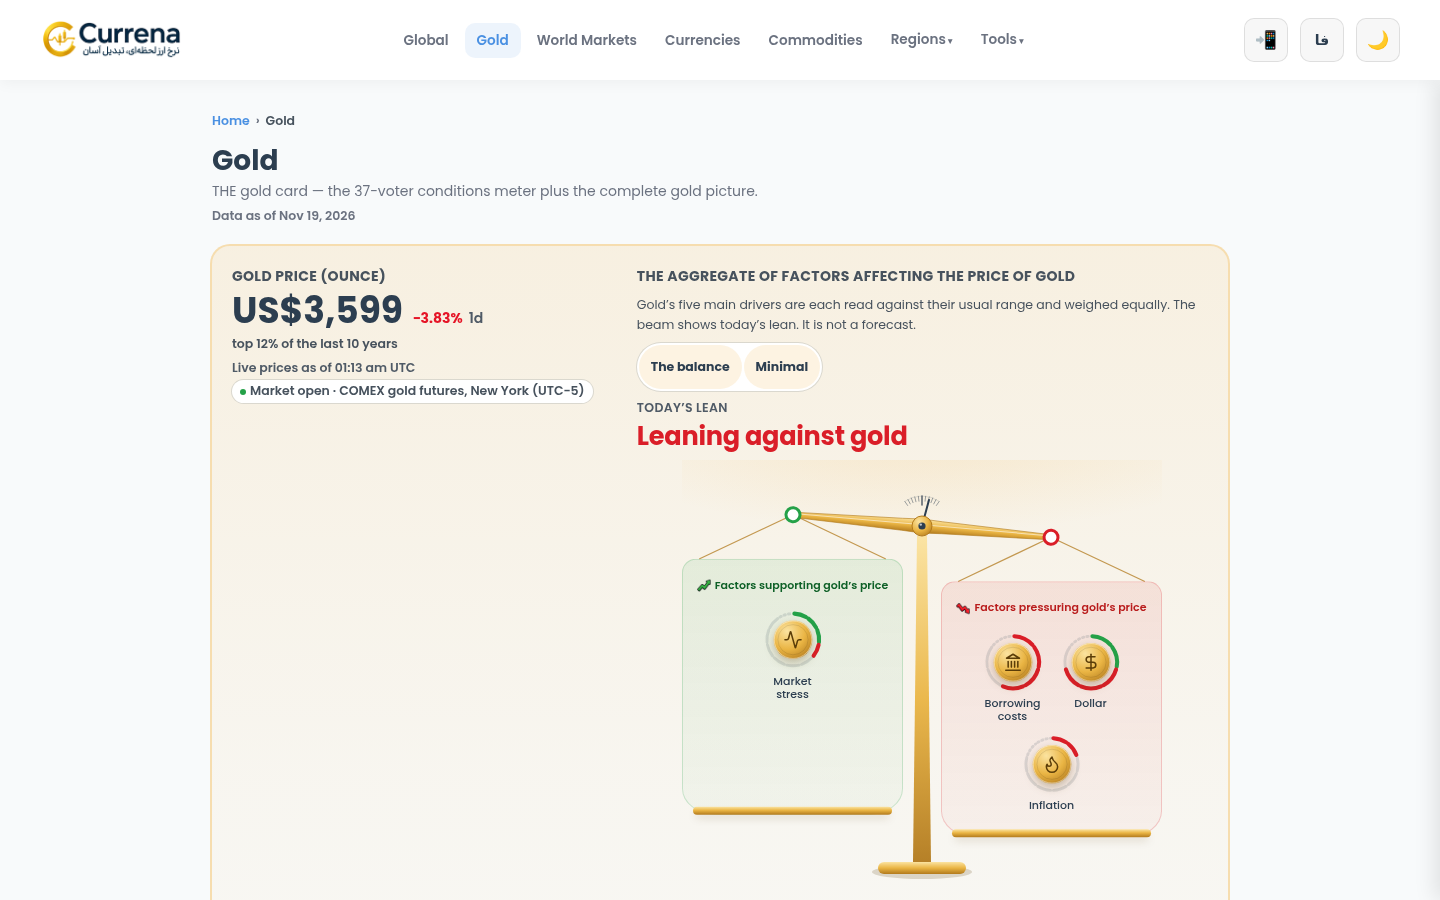 Currena
نرخ ارز لحظه‌ای، تبدیل آسان
Global
Gold
World Markets
Currencies
Commodities
Regions ▾
Tools ▾
فا
Home › Gold
Gold
THE gold card — the 37-voter conditions meter plus the complete gold picture.
Data as of Nov 19, 2026
GOLD PRICE (OUNCE)
US$3,599 -3.83% 1d
top 12% of the last 10 years
Live prices as of 01:13 am UTC
Market open · COMEX gold futures, New York (UTC-5)
THE AGGREGATE OF FACTORS AFFECTING THE PRICE OF GOLD
Gold’s five main drivers are each read against their usual range and weighed equally. The
beam shows today’s lean. It is not a forecast.
The balance
Minimal
TODAY’S LEAN
Leaning against gold
Factors supporting gold’s price
Market
stress
Factors pressuring gold’s price
Borrowing
costs
Dollar
Inflation